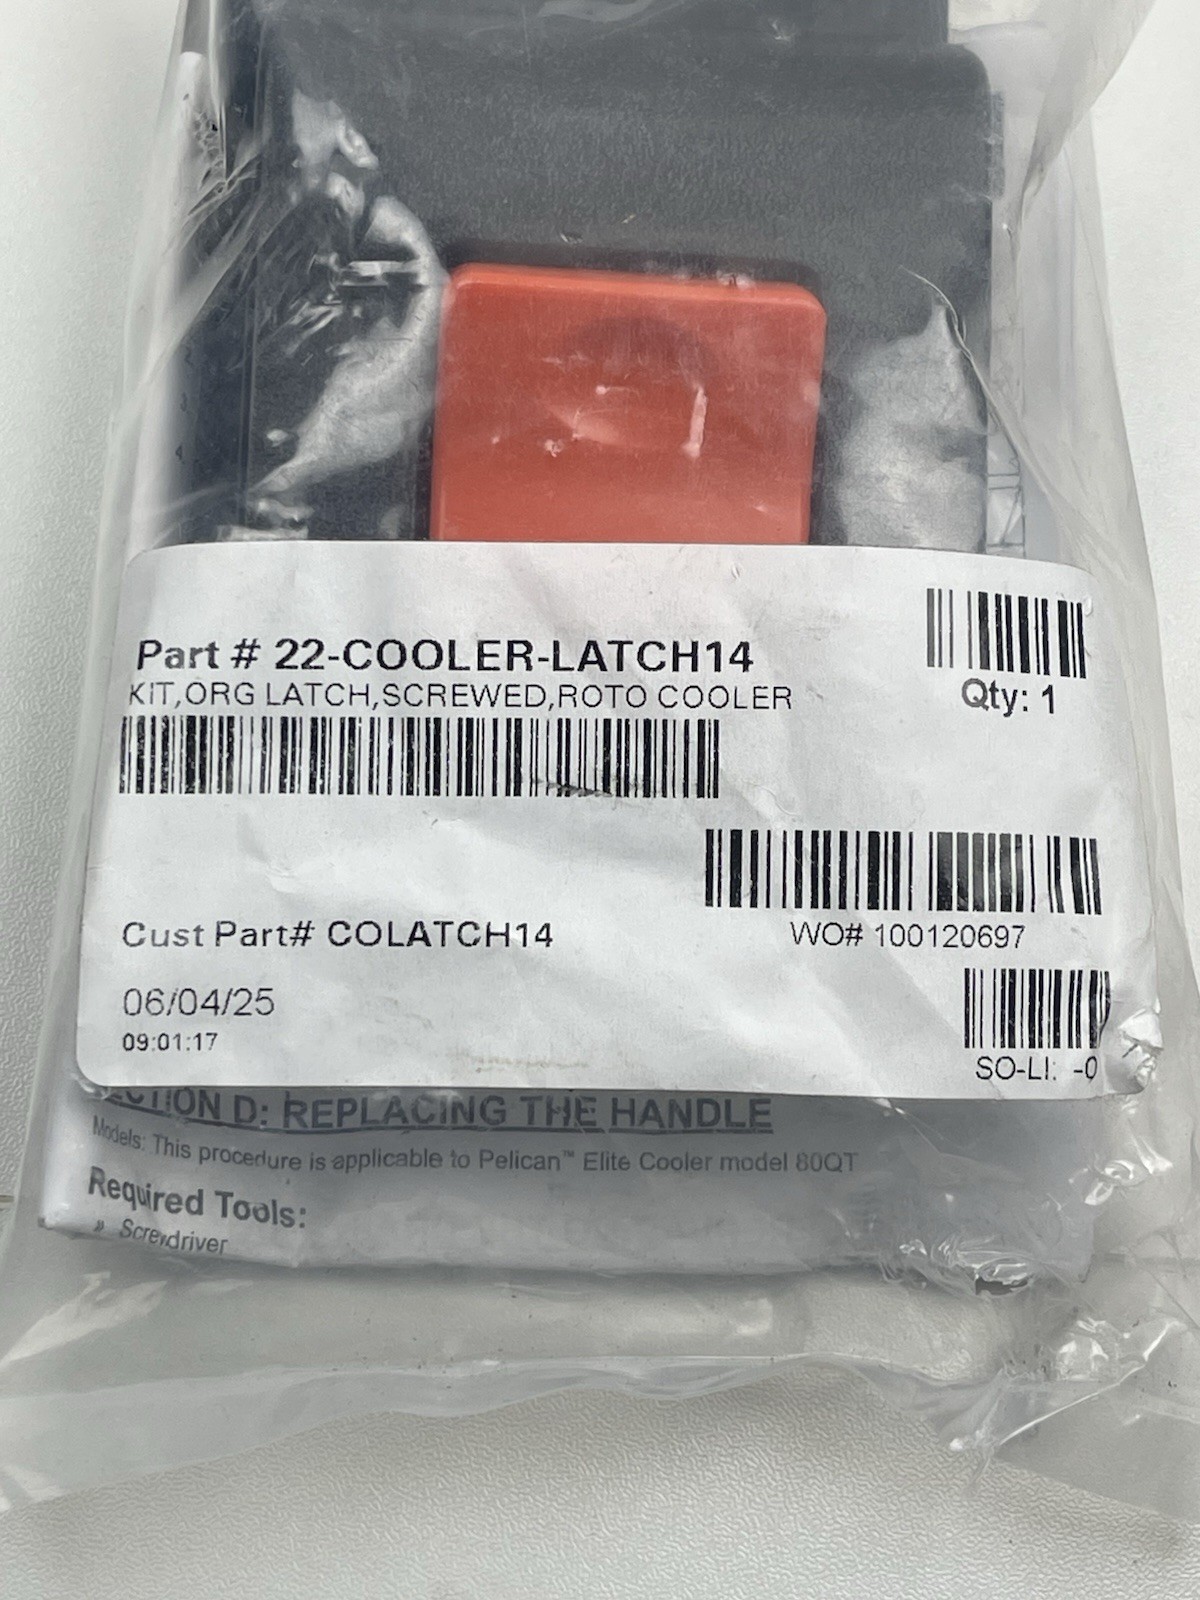 Part # 22-COOLER-LATCH14
KIT,ORG LATCH,SCREWED,ROTO COOLER
Qty: 1
Cust Part# COLATCH14
WO# 100120697
06/04/25
09:01:17
SO-LI: -0
D: REPLACING THE HANDLE
Models: This procedure is applicable to Pelican™ Elite Cooler model 80QT
Required Tools:
» Screwdriver